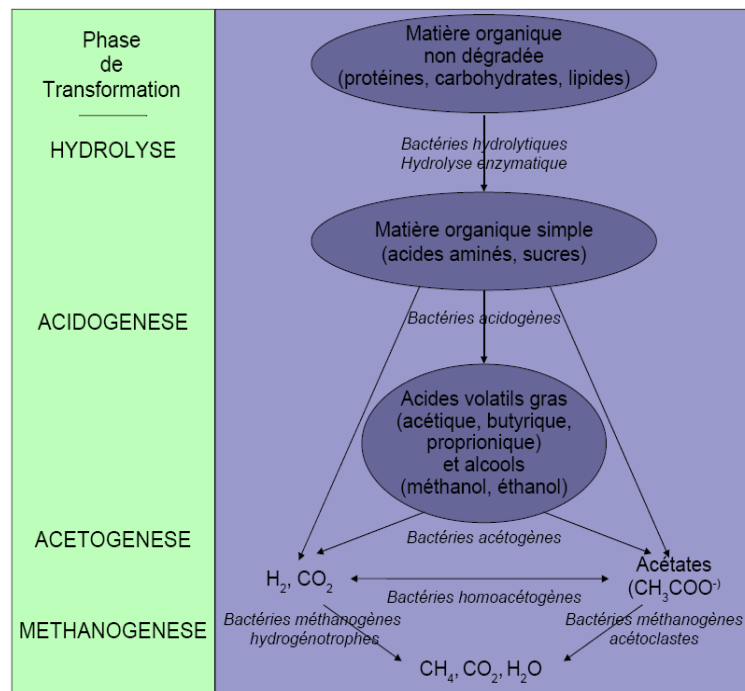 Phase
de
Transformation
HYDROLYSE
ACIDOGENESE
ACETOGENESE
METHANOGENESE
Matière organique
non dégradée
(protéines, carbohydrates, lipides)
Bactéries hydrolytiques
Hydrolyse enzymatique
Matière organique simple
(acides aminés, sucres)
Bactéries acidogènes
Acides volatils gras
(acétique, butyrique,
proprionique)
et alcools
(méthanol, éthanol)
Bactéries acétogènes
H₂, CO₂
Acétates
(CH₃COO⁻⁾
Bactéries homoacétogènes
Bactéries méthanogènes
hydrogénotrophes
Bactéries méthanogènes
acétoclastes
CH₄, CO₂, H₂O